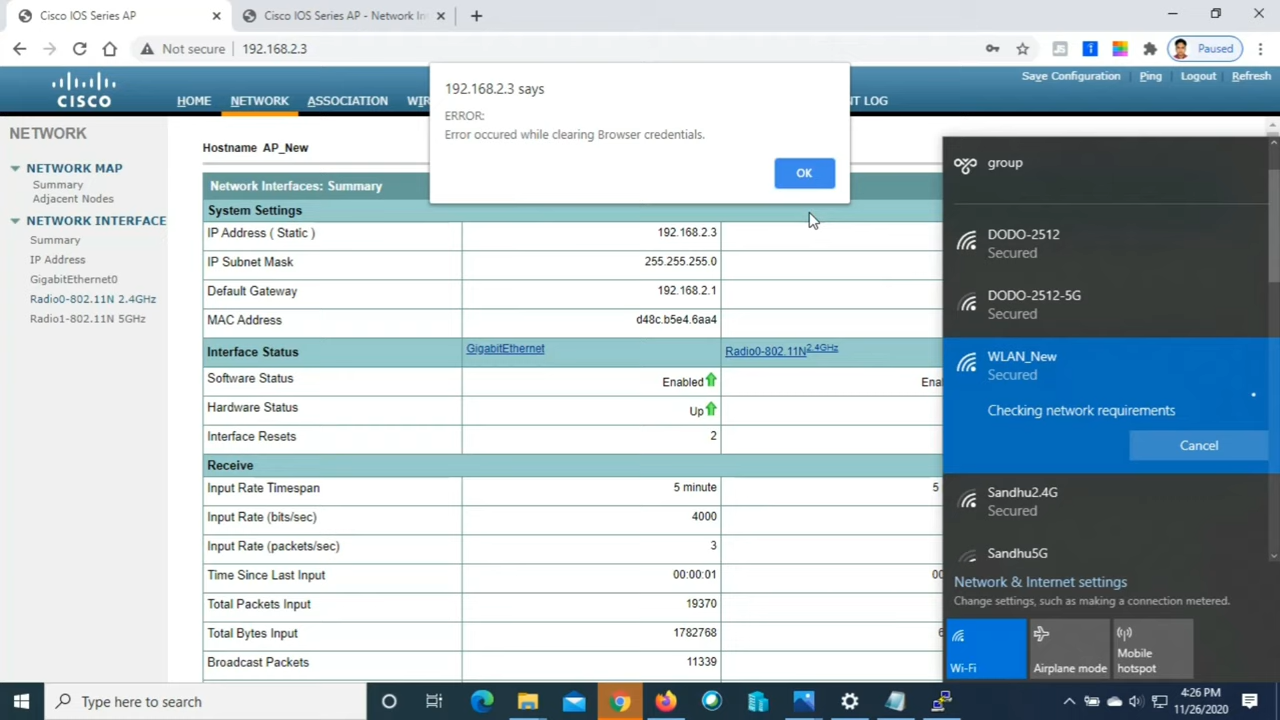 Cisco IOS Series AP
Cisco IOS Series AP - Network In
Not secure
192.168.2.3
Paused
CISCO
HOME
NETWORK
ASSOCIATION
T LOG
Save Configuration
Ping
Logout
Refresh
192.168.2.3 says
ERROR:
Error occured while clearing Browser credentials.
OK
NETWORK
NETWORK MAP
Summary
Adjacent Nodes
NETWORK INTERFACE
Summary
IP Address
GigabitEthernet0
Radio0-802.11N 2.4GHz
Radio1-802.11N 5GHz
Hostname AP_New
Network Interfaces: Summary
System Settings
IP Address ( Static ) 192.168.2.3
IP Subnet Mask 255.255.255.0
Default Gateway 192.168.2.1
MAC Address d48c.b5e4.6aa4
Interface Status GigabitEthernet Radio0-802.11N 2.4GHz
Software Status Enabled Ena
Hardware Status Up
Interface Resets 2
Receive
Input Rate Timespan 5 minute 5
Input Rate (bits/sec) 4000
Input Rate (packets/sec) 3
Time Since Last Input 00:00:01 00
Total Packets Input 19370
Total Bytes Input 1782768 6
Broadcast Packets 11339
group
DODO-2512
Secured
DODO-2512-5G
Secured
WLAN_New
Secured
Checking network requirements
Cancel
Sandhu2.4G
Secured
Sandhu5G
Network & Internet settings
Change settings, such as making a connection metered.
Wi-Fi
Airplane mode
Mobile
hotspot
Type here to search
4:26 PM
11/26/2020